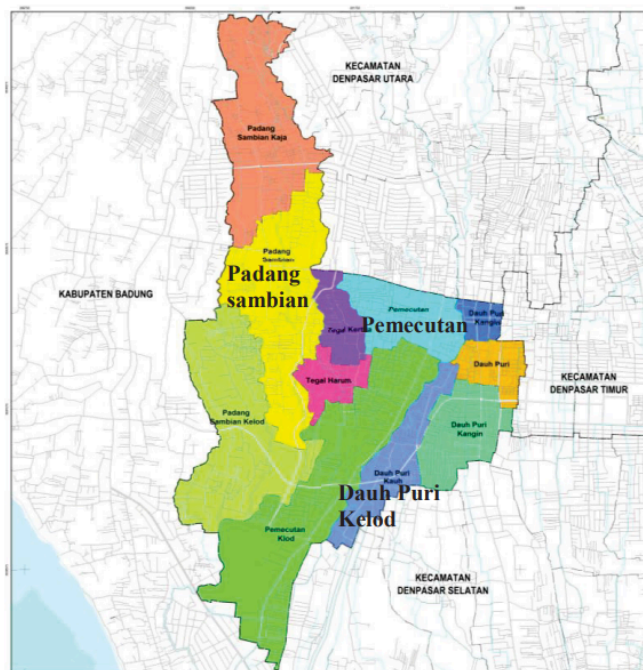 KECAMATAN
DENPASAR UTARA
Padang
Sambian Kaja
Padang
Sambian
Padang
sambian
KABUPATEN BADUNG
Pemecutan
Pemecutan
Dauh Puri
Kangin
Tegal Kerta
Dauh Puri
Tegal Harum
KECAMATAN
DENPASAR TIMUR
Padang
Sambian Kelod
Dauh Puri
Kangin
Dauh Puri
Kauh
Dauh Puri
Kelod
Pemecutan
Klod
KECAMATAN
DENPASAR SELATAN